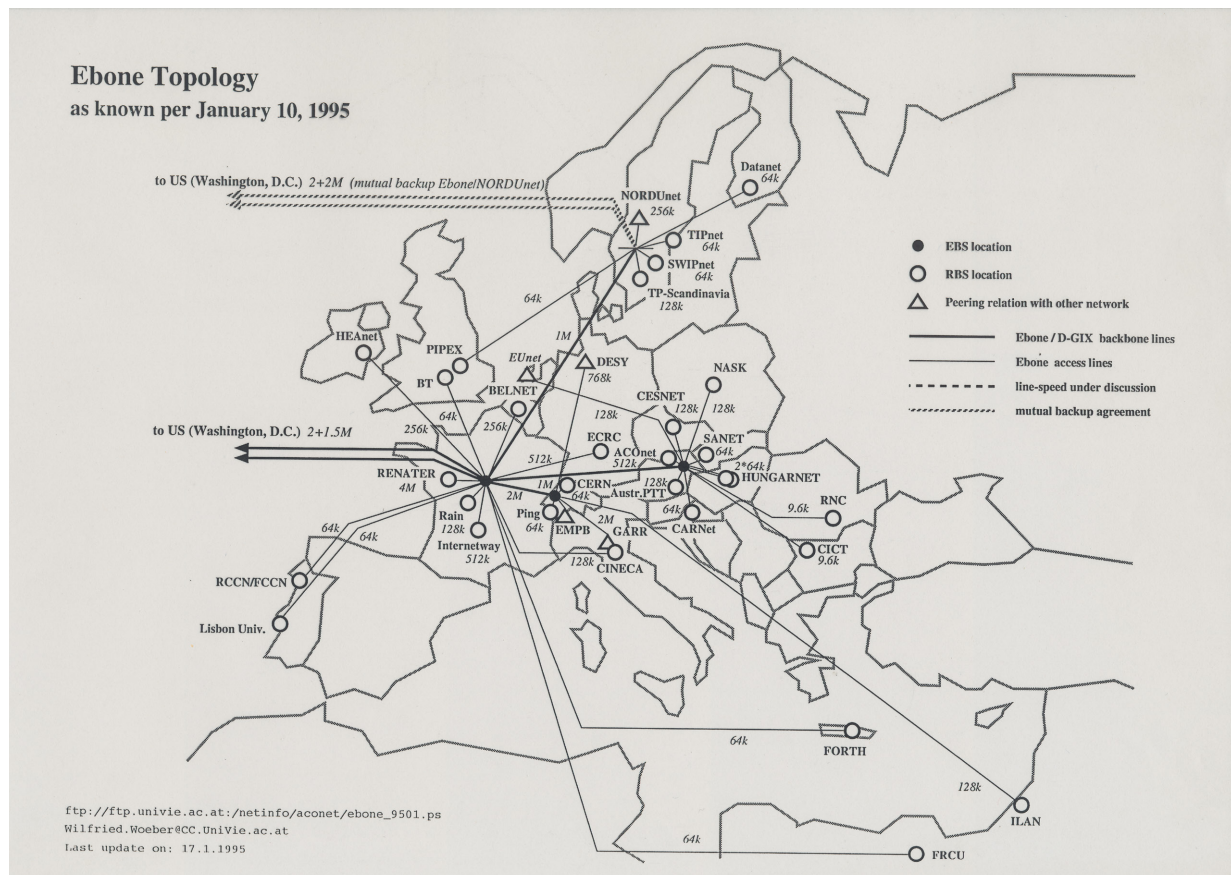 Ebone Topology
as known per January 10, 1995
to US (Washington, D.C.) 2+2M (mutual backup Ebone/NORDUnet)
Datanet
64k
NORDUnet
256k
TIPnet
64k
SWIPnet
64k
TP-Scandinavia
128k
EBS location
RBS location
Peering relation with other network
Ebone / D-GIX backbone lines
Ebone access lines
line-speed under discussion
mutual backup agreement
64k
1M
HEAnet
PIPEX
BT
EUnet
DESY
768k
BELNET
NASK
CESNET
128k
128k
128k
64k
256k
256k
to US (Washington, D.C.) 2+1.5M
ECRC
512k
ACOnet
512k
SANET
64k
2*64k
HUNGARNET
RENATER
4M
1M
CERN
64k
Austr.PTT
128k
2M
Rain
128k
Ping
64k
EMPB
2M
GARR
64k
CARNet
9.6k
RNC
Internetway
512k
128k
CINECA
CICT
9.6k
64k
64k
RCCN/FCCN
Lisbon Univ.
64k
FORTH
128k
ILAN
64k
FRCU
ftp://ftp.univie.ac.at:/netinfo/aconet/ebone_9501.ps
Wilfried.Woeber@CC.UniVie.ac.at
Last update on: 17.1.1995